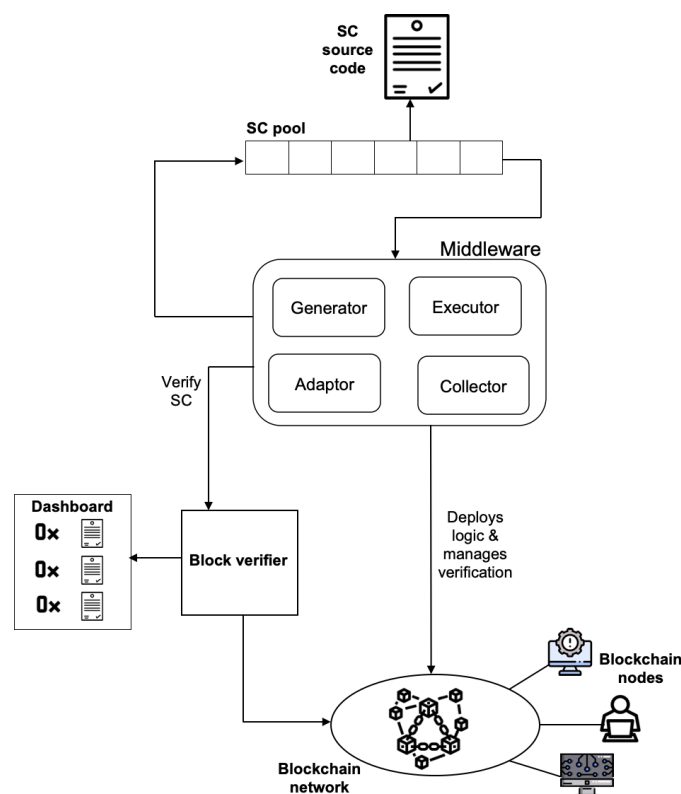 SC
source
code
SC pool
Middleware
Generator
Executor
Adaptor
Collector
Verify
SC
Dashboard
0x
0x
0x
Block verifier
Deploys
logic &
manages
verification
Blockchain
nodes
Blockchain
network